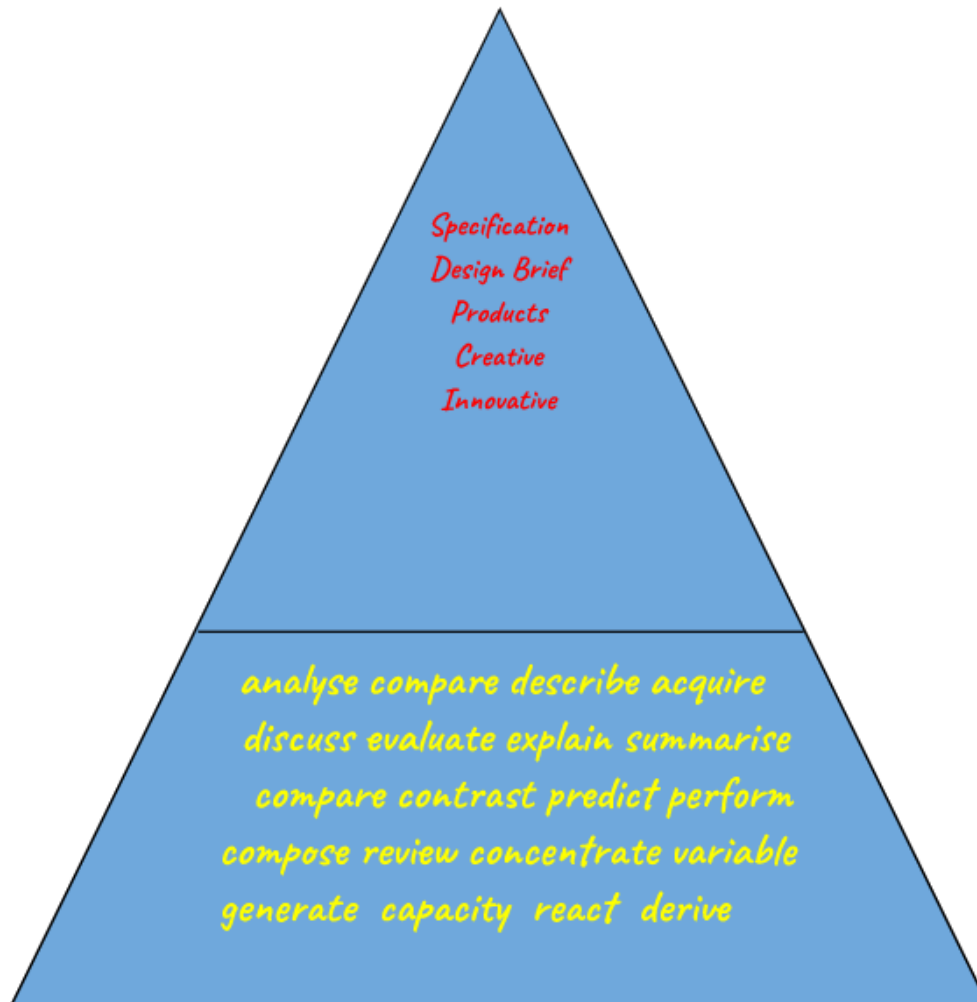 Specification
Design Brief
Products
Creative
Innovative
analyse compare describe acquire
discuss evaluate explain summarise
compare contrast predict perform
compose review concentrate variable
generate capacity react derive